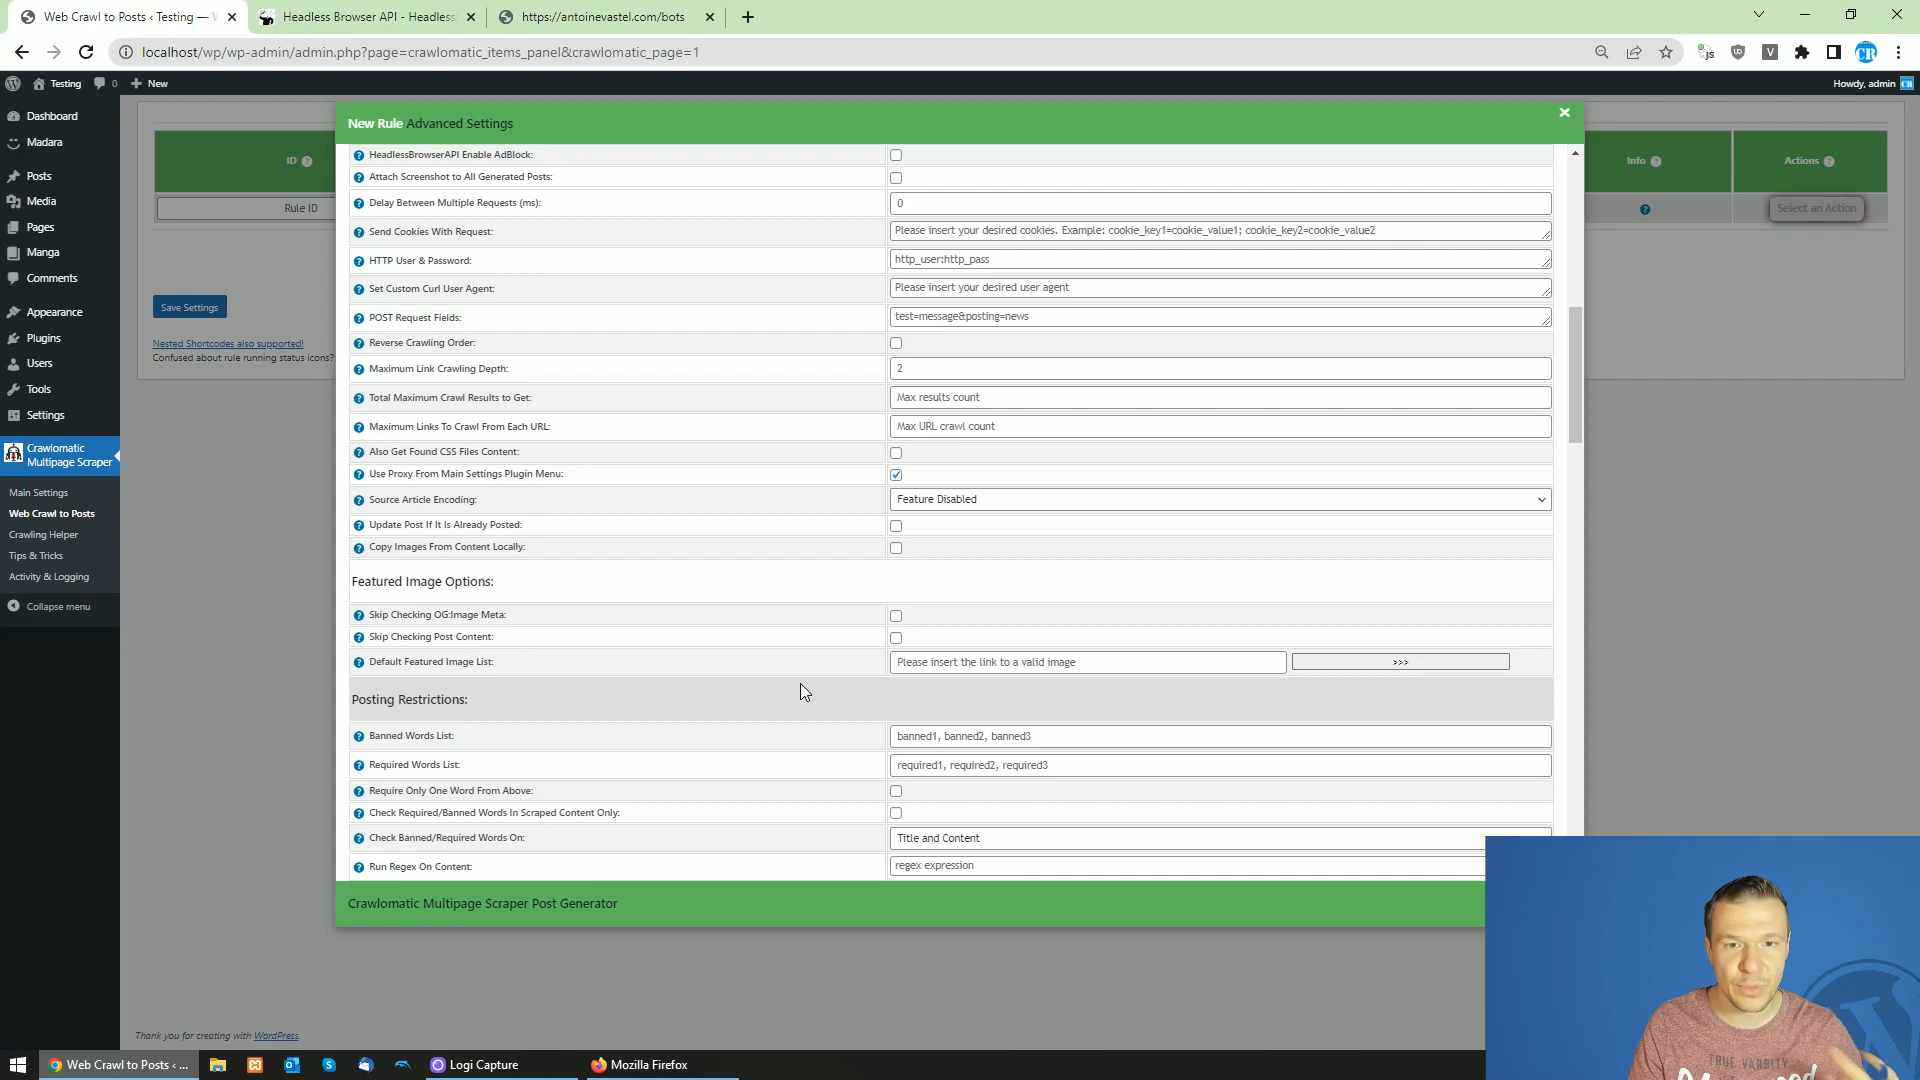 Web Crawl to Posts ‹ Testing —
Headless Browser API - Headless
https://antoinevastel.com/bots
localhost/wp/wp-admin/admin.php?page=crawlomatic_items_panel&crawlomatic_page=1
Testing
0
New
Howdy, admin
Dashboard
Madara
Posts
Media
Pages
Manga
Comments
Appearance
Plugins
Users
Tools
Settings
Crawlomatic
Multipage Scraper
Main Settings
Web Crawl to Posts
Crawling Helper
Tips & Tricks
Activity & Logging
Collapse menu
ID
Rule ID
Save Settings
Nested Shortcodes also supported!
Confused about rule running status icons?
Info
Actions
Select an Action
New Rule Advanced Settings
HeadlessBrowserAPI Enable AdBlock:
Attach Screenshot to All Generated Posts:
Delay Between Multiple Requests (ms):
0
Send Cookies With Request:
Please insert your desired cookies. Example: cookie_key1=cookie_value1; cookie_key2=cookie_value2
HTTP User & Password:
http_user:http_pass
Set Custom Curl User Agent:
Please insert your desired user agent
POST Request Fields:
test=message&posting=news
Reverse Crawling Order:
Maximum Link Crawling Depth:
2
Total Maximum Crawl Results to Get:
Max results count
Maximum Links To Crawl From Each URL:
Max URL crawl count
Also Get Found CSS Files Content:
Use Proxy From Main Settings Plugin Menu:
Source Article Encoding:
Feature Disabled
Update Post If It Is Already Posted:
Copy Images From Content Locally:
Featured Image Options:
Skip Checking OG:Image Meta:
Skip Checking Post Content:
Default Featured Image List:
Please insert the link to a valid image
>>>
Posting Restrictions:
Banned Words List:
banned1, banned2, banned3
Required Words List:
required1, required2, required3
Require Only One Word From Above:
Check Required/Banned Words In Scraped Content Only:
Check Banned/Required Words On:
Title and Content
Run Regex On Content:
regex expression
Crawlomatic Multipage Scraper Post Generator
Thank you for creating with WordPress.
TRUE VARSITY
Web Crawl to Posts ‹ ...
Logi Capture
Mozilla Firefox